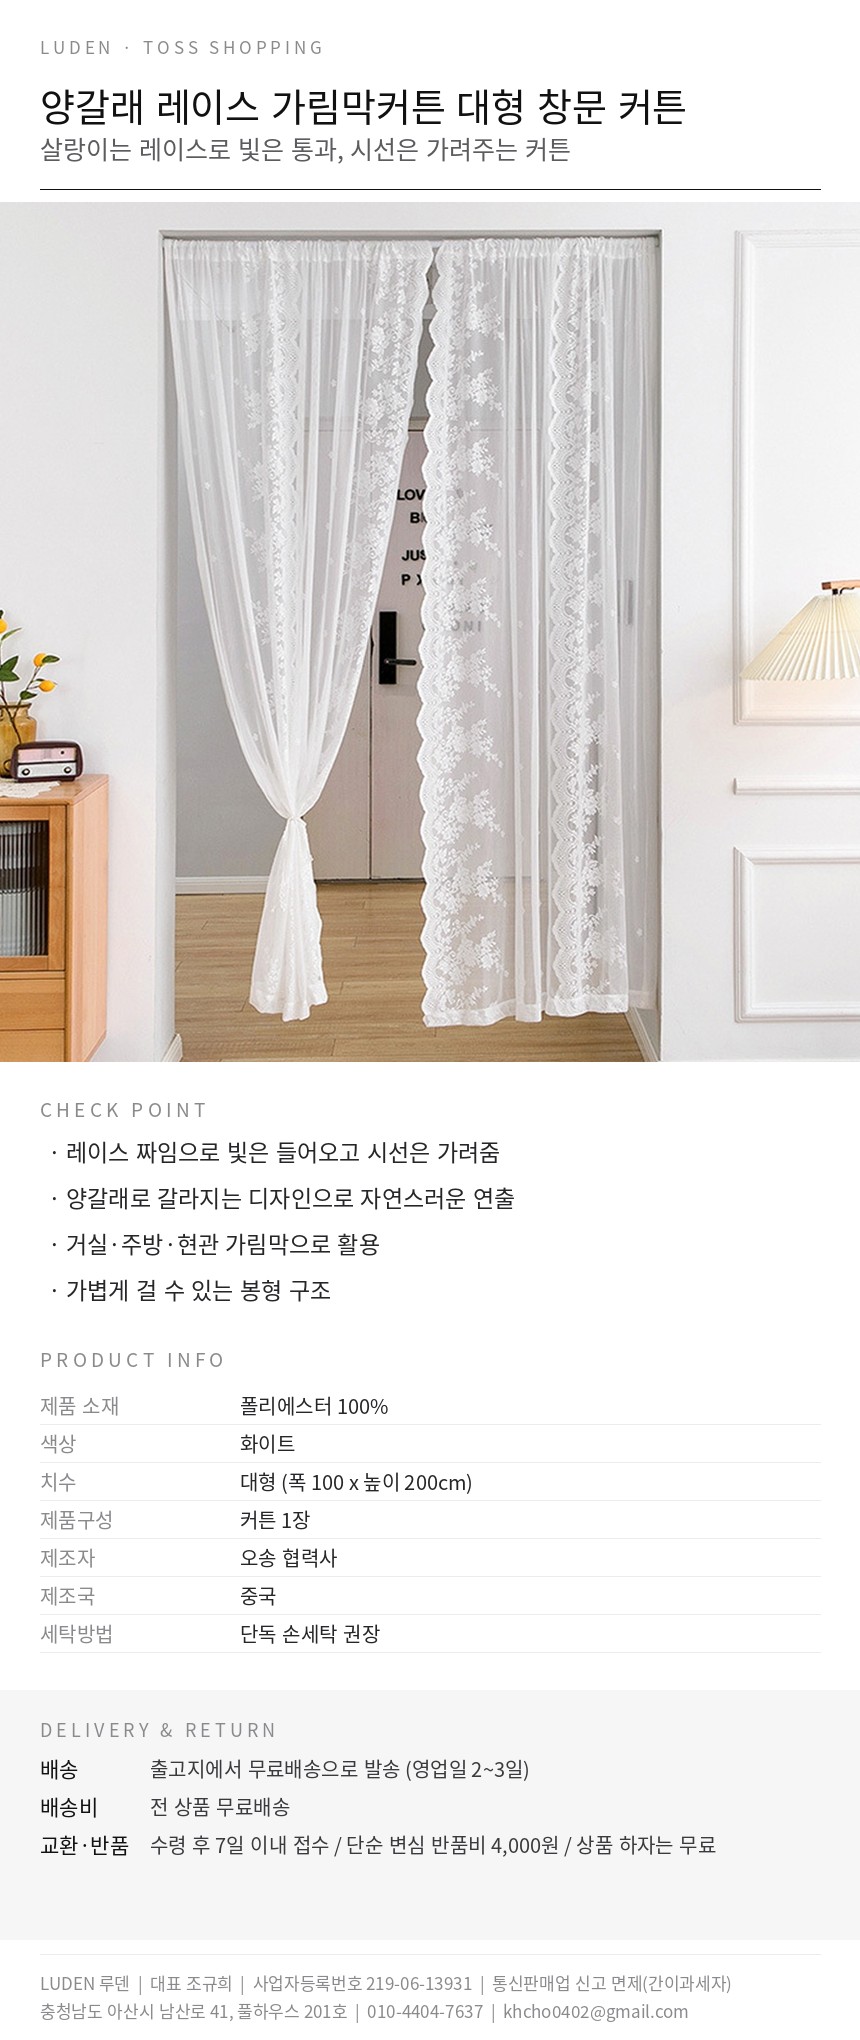 LUDEN · TOSS SHOPPING
양갈래 레이스 가림막커튼 대형 창문 커튼
살랑이는 레이스로 빛은 통과, 시선은 가려주는 커튼
LOV
B
JUS
P
CHECK POINT
· 레이스 짜임으로 빛은 들어오고 시선은 가려줌
· 양갈래로 갈라지는 디자인으로 자연스러운 연출
· 거실·주방·현관 가림막으로 활용
· 가볍게 걸 수 있는 봉형 구조
PRODUCT INFO
제품 소재 폴리에스터 100%
색상 화이트
치수 대형 (폭 100 x 높이 200cm)
제품구성 커튼 1장
제조자 오송 협력사
제조국 중국
세탁방법 단독 손세탁 권장
DELIVERY & RETURN
배송 출고지에서 무료배송으로 발송 (영업일 2~3일)
배송비 전 상품 무료배송
교환·반품 수령 후 7일 이내 접수 / 단순 변심 반품비 4,000원 / 상품 하자는 무료
LUDEN 루덴 | 대표 조규희 | 사업자등록번호 219-06-13931 | 통신판매업 신고 면제(간이과세자)
충청남도 아산시 남산로 41, 풀하우스 201호 | 010-4404-7637 | khcho0402@gmail.com